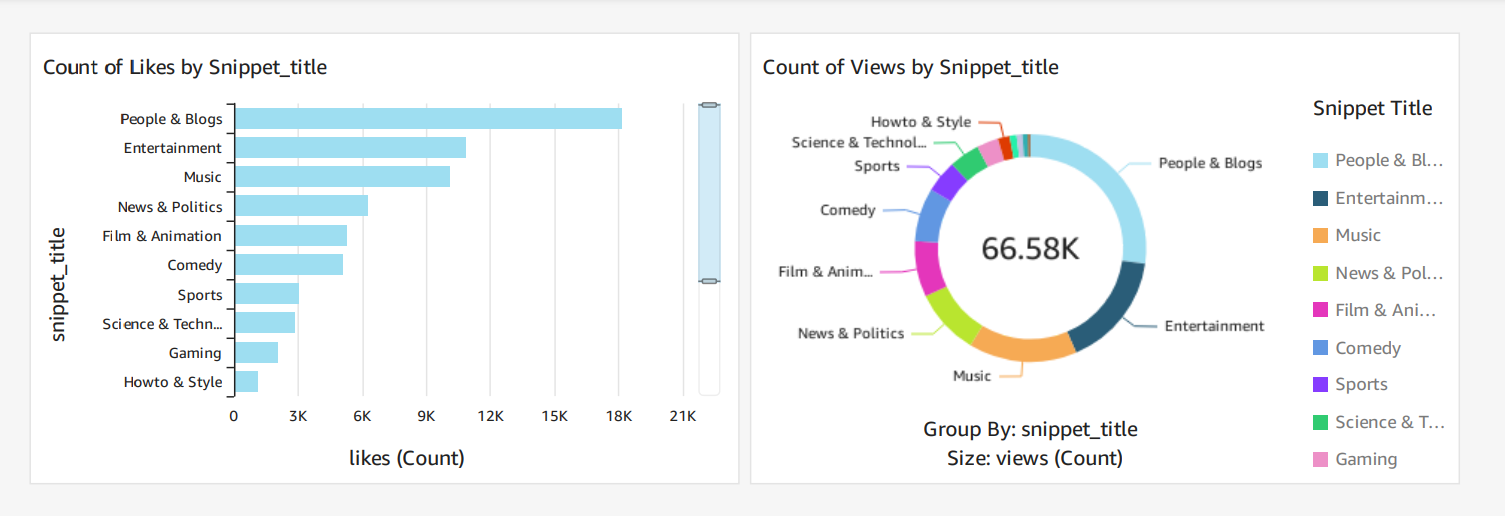 Count of Likes by Snippet_title
People & Blogs
Entertainment
Music
News & Politics
Film & Animation
Comedy
Sports
Science & Techn...
Gaming
Howto & Style
snippet_title
0 3K 6K 9K 12K 15K 18K 21K
likes (Count)
Count of Views by Snippet_title
Howto & Style
Science & Technol...
Sports
Comedy
Film & Anim...
News & Politics
Music
People & Blogs
Entertainment
66.58K
Group By: snippet_title
Size: views (Count)
Snippet Title
People & Bl...
Entertainm...
Music
News & Pol...
Film & Ani...
Comedy
Sports
Science & T...
Gaming